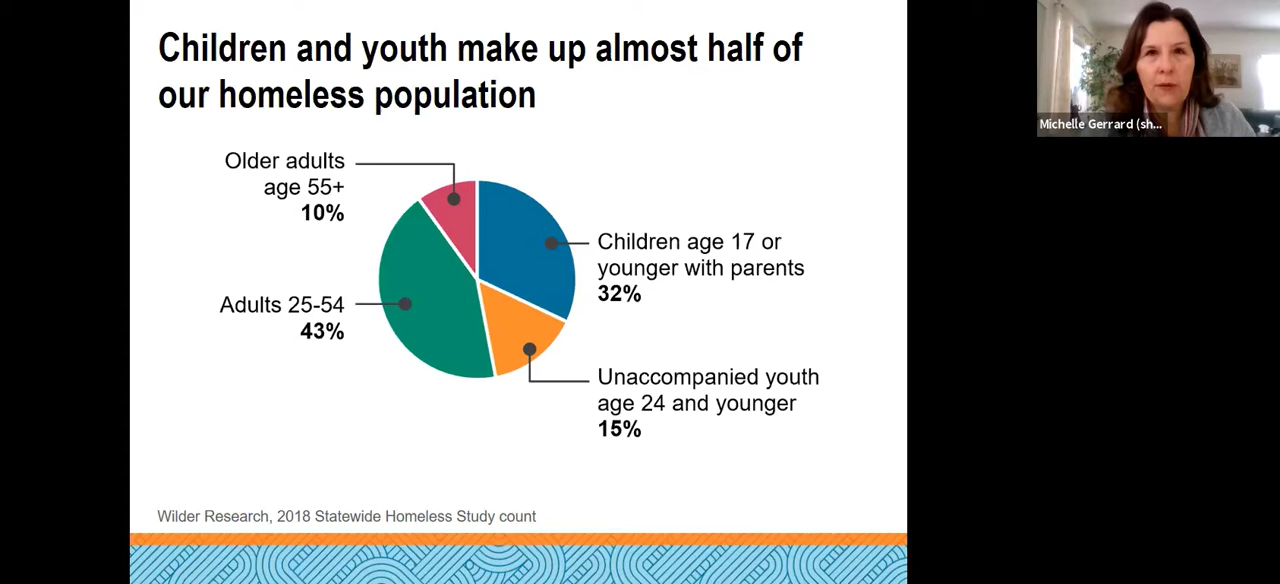 Children and youth make up almost half of
our homeless population
Older adults
age 55+
10%
Children age 17 or
younger with parents
32%
Adults 25-54
43%
Unaccompanied youth
age 24 and younger
15%
Wilder Research, 2018 Statewide Homeless Study count
Michelle Gerrard (sh...